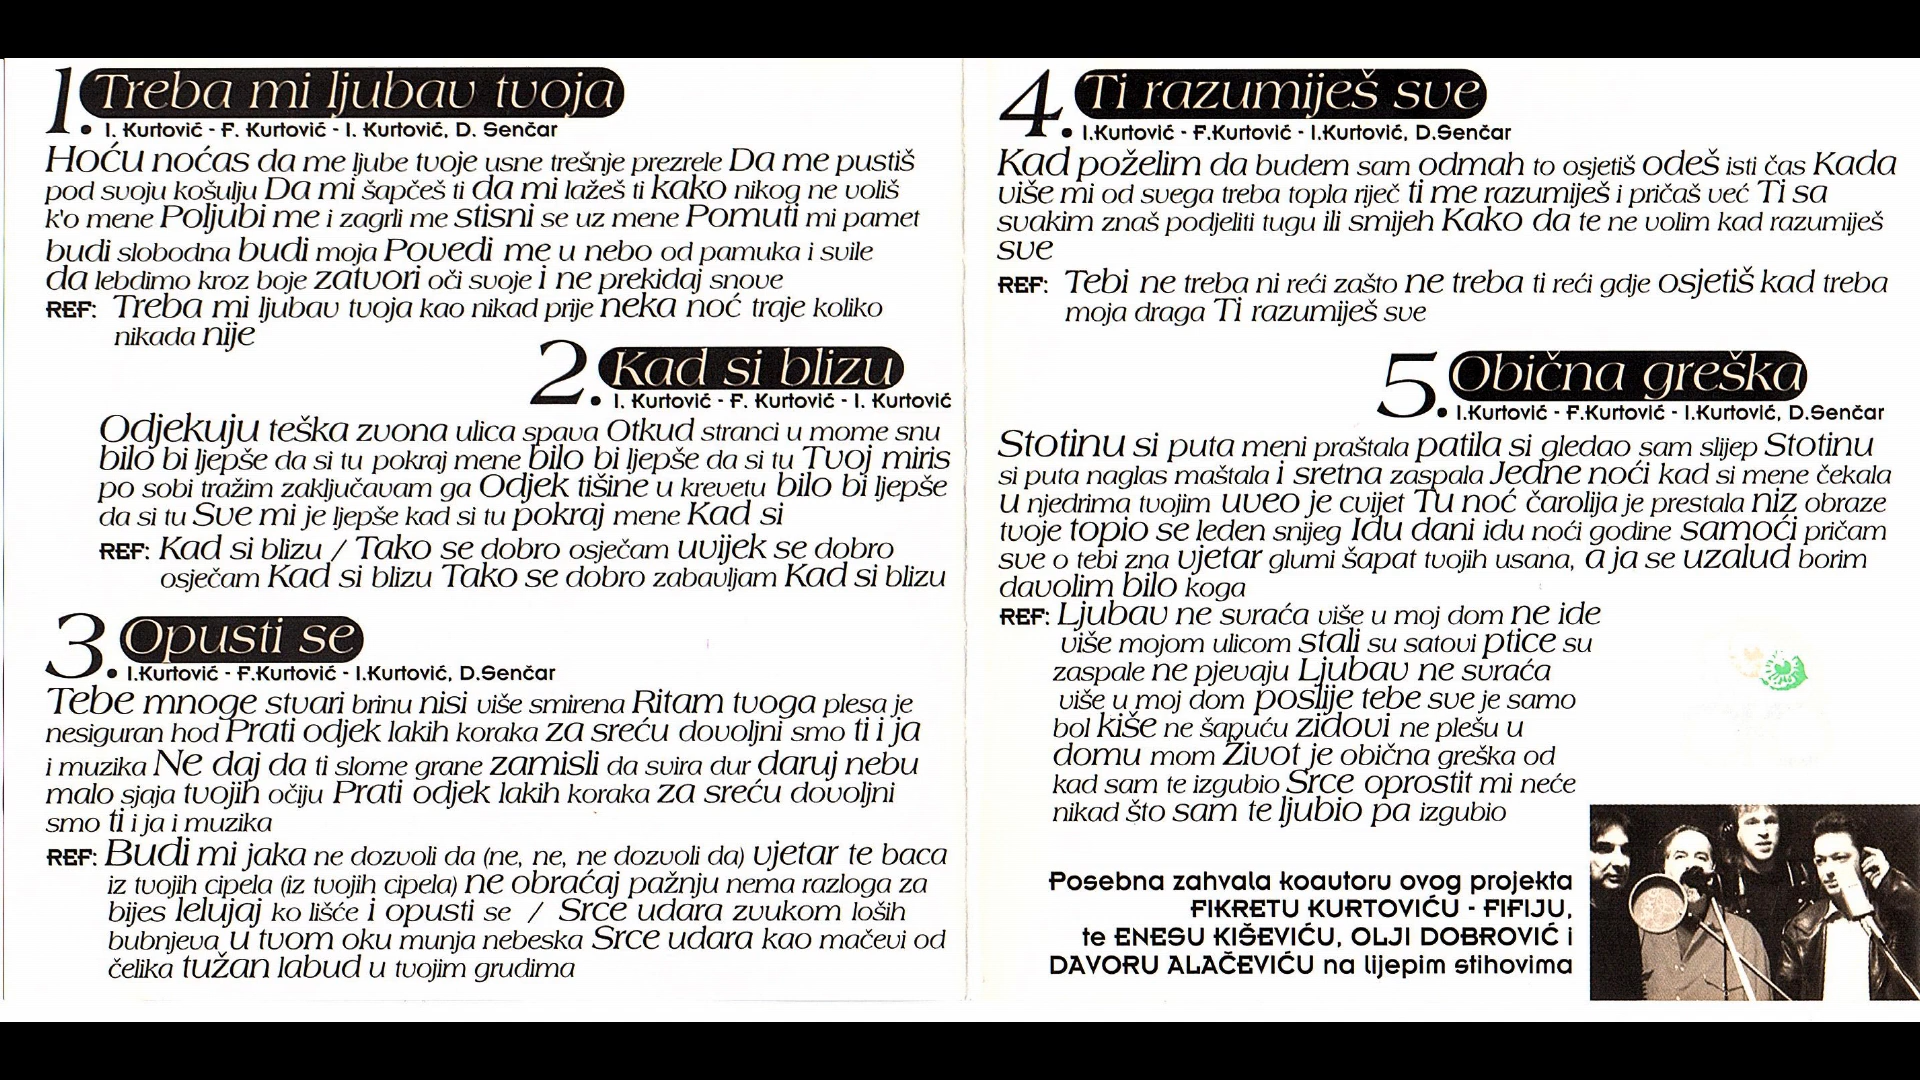 1. Treba mi ljubav tvoja
I. Kurtović - F. Kurtović - I. Kurtović, D. Senčar
Hoću noćas da me ljube tvoje usne trešnje prezrele Da me pustiš
pod svoju košulju Da mi šapčeš ti da mi lažeš ti kako nikog ne voliš
k'o mene Poljubi me i zagrli me stisni se uz mene Pomuti mi pamet
budi slobodna budi moja Povedi me u nebo od pamuka i svile
da lebdimo kroz boje zatvori oči svoje i ne prekidaj snove
REF: Treba mi ljubav tvoja kao nikad prije neka noć traje koliko
nikada nije
2. Kad si blizu
I. Kurtović - F. Kurtović - I. Kurtović
Odjekuju teška zvona ulica spava Otkud stranci u mome snu
bilo bi ljepše da si tu pokraj mene bilo bi ljepše da si tu Tvoj miris
po sobi tražim zaključavam ga Odjek tišine u krevetu bilo bi ljepše
da si tu Sve mi je ljepše kad si tu pokraj mene Kad si
REF: Kad si blizu / Tako se dobro osječam uvijek se dobro
osječam Kad si blizu Tako se dobro zabavljam Kad si blizu
3. Opusti se
I.Kurtović - F.Kurtović - I.Kurtović, D.Senčar
Tebe mnoge stvari brinu nisi više smirena Ritam tvoga plesa je
nesiguran hod Prati odjek lakih koraka za sreću dovoljni smo ti i ja
i muzika Ne daj da ti slome grane zamisli da svira dur daruj nebu
malo sjaja tvojih očiju Prati odjek lakih koraka za sreću dovoljni
smo ti i ja i muzika
REF: Budi mi jaka ne dozvoli da (ne, ne, ne dozvoli da) vjetar te baca
iz tvojih cipela (iz tvojih cipela) ne obraćaj pažnju nema razloga za
bijes lelujaj ko lišće i opusti se / Srce udara zvukom loših
bubnjeva u tvom oku munja nebeska Srce udara kao mačevi od
čelika tužan labud u tvojim grudima
4. Ti razumiješ sve
I.Kurtović - F.Kurtović - I.Kurtović, D.Senčar
Kad poželim da budem sam odmah to osjetiš odeš isti čas Kada
više mi od svega treba topla riječ ti me razumiješ i pričaš već Ti sa
svakim znaš podjeliti tugu ili smijeh Kako da te ne volim kad razumiješ
sve
REF: Tebi ne treba ni reći zašto ne treba ti reći gdje osjetiš kad treba
moja draga Ti razumiješ sve
5. Obična greška
I.Kurtović - F.Kurtović - I.Kurtović, D.Senčar
Stotinu si puta meni praštala patila si gledao sam slijep Stotinu
si puta naglas maštala i sretna zaspala Jedne noći kad si mene čekala
u njedrima tvojim uveo je cvijet Tu noć čarolija je prestala niz obraze
tvoje topio se leden snijeg Idu dani idu noći godine samoći pričam
sve o tebi zna vjetar glumi šapat tvojih usana, a ja se uzalud borim
davolim bilo koga
REF: Ljubav ne svraća više u moj dom ne ide
više mojom ulicom stali su satovi ptice su
zaspale ne pjevaju Ljubav ne svraća
više u moj dom poslije tebe sve je samo
bol kiše ne šapuću zidovi ne plešu u
domu mom Život je obična greška od
kad sam te izgubio Srce oprostit mi neće
nikad što sam te ljubio pa izgubio
Posebna zahvala koautoru ovog projekta
FIKRETU KURTOVIĆU - FIFIJU,
te ENESU KIŠEVIĆU, OLJI DOBROVIĆ i
DAVORU ALAČEVIĆU na lijepim stihovima